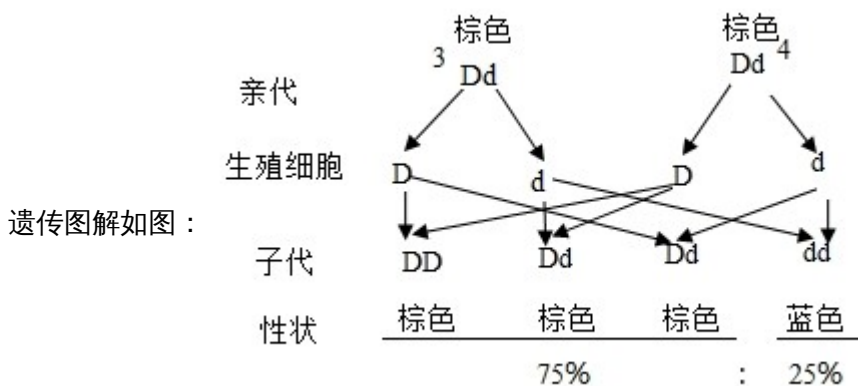 棕色 棕色
亲代 3 Dd Dd 4
生殖细胞 D d D d
遗传图解如图：
子代 DD Dd Dd dd
性状 棕色 棕色 棕色 蓝色
75% : 25%